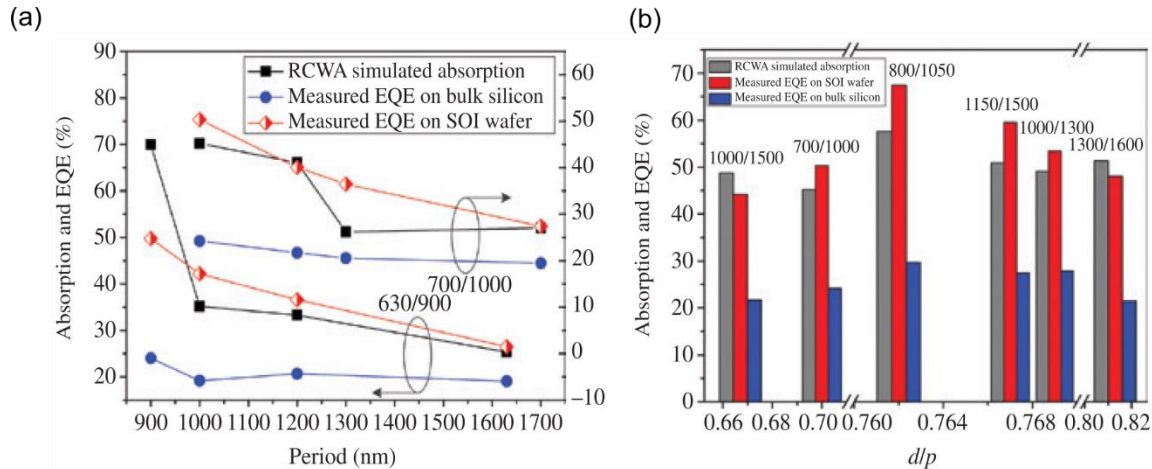 (a)
90
80
70
60
50
40
30
20
60
50
40
30
20
10
0
–10
RCWA simulated absorption
Measured EQE on bulk silicon
Measured EQE on SOI wafer
700/1000
630/900
900 1000 1100 1200 1300 1400 1500 1600 1700
Period (nm)
Absorption and EQE (%)
(b)
70
60
50
40
30
20
10
0
RCWA simulated absorption
Measured EQE on SOI wafer
Measured EQE on bulk silicon
800/1050
1150/1500
1000/1300
1300/1600
700/1000
1000/1500
0.66 0.68 0.70 0.760 0.764 0.768 0.80 0.82
d/p
Absorption and EQE (%)